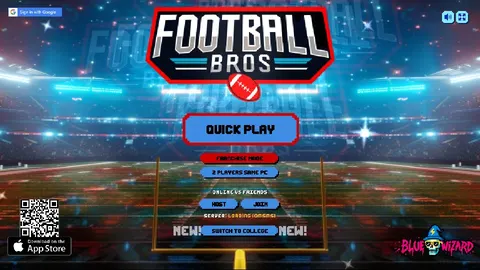 Sign in with Google
FOOTBALL
BROS
QUICK PLAY
FRANCHISE MODE
2 PLAYERS SAME PC
ONLINE VS FRIENDS
HOST
JOIN
NEW!
SWITCH TO COLLEGE
NEW!
Download on the
App Store
BLUE WIZARD